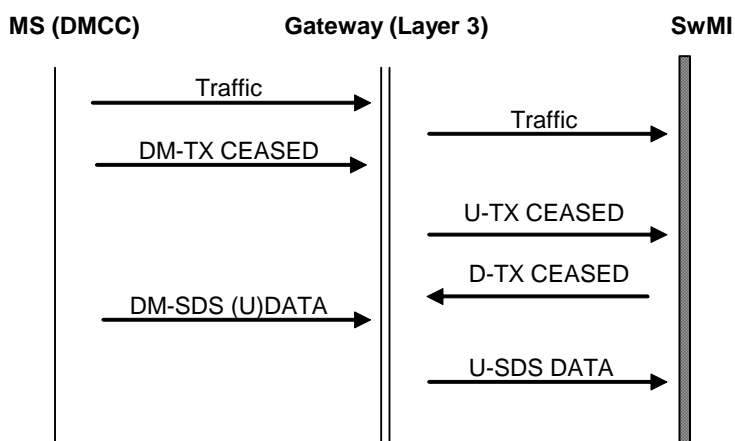 MS (DMCC) Gateway (Layer 3) SwMI
Traffic
Traffic
DM-TX CEASED
U-TX CEASED
D-TX CEASED
DM-SDS (U)DATA
U-SDS DATA